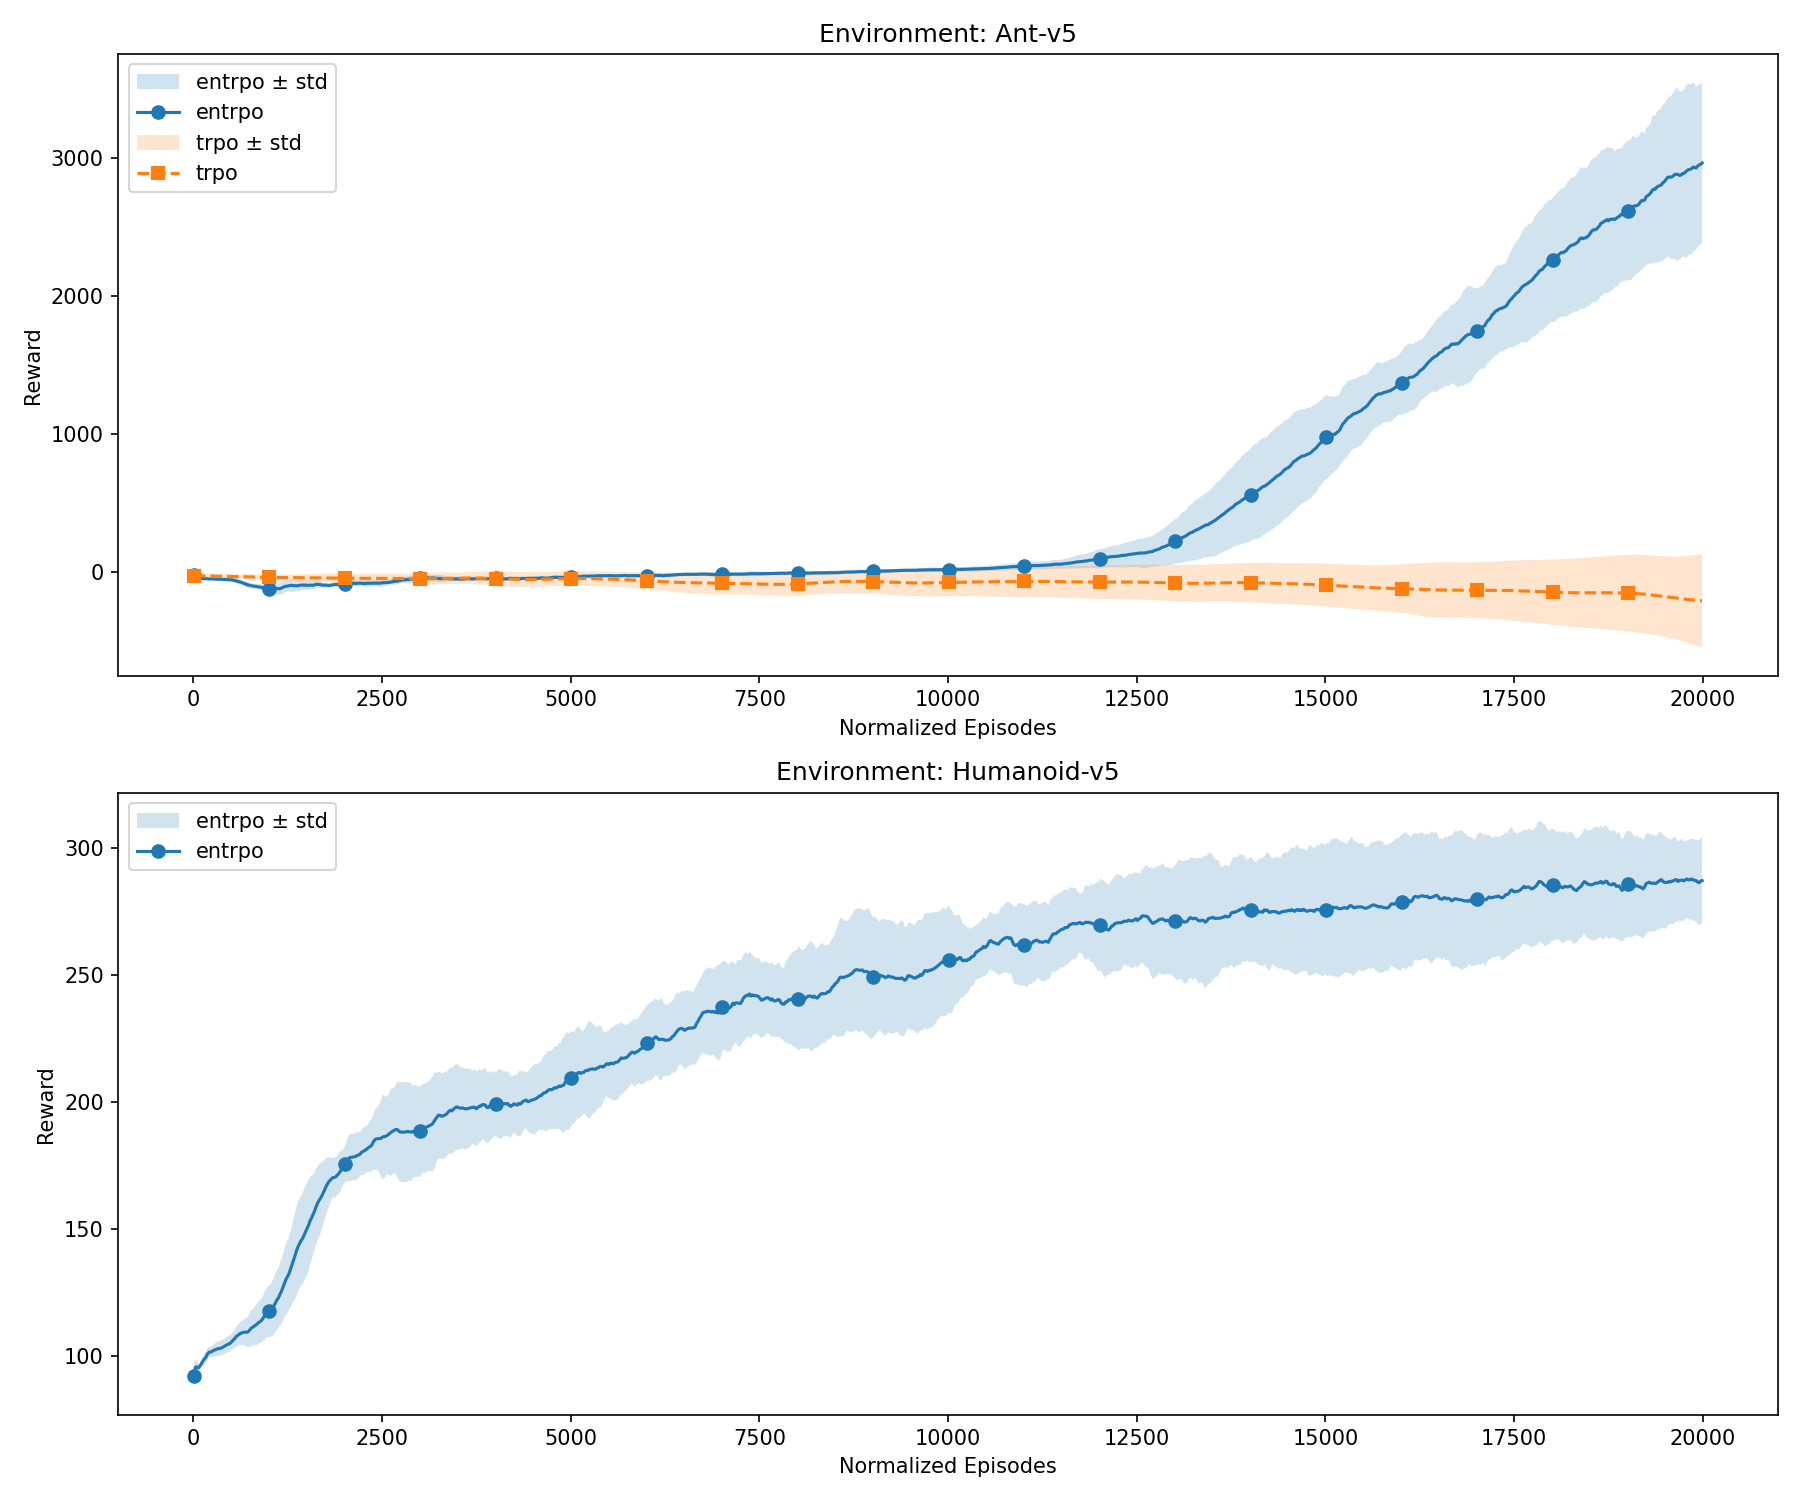 Environment: Ant-v5
entrpo ± std
entrpo
trpo ± std
trpo
3000
2000
1000
0
Reward
0 2500 5000 7500 10000 12500 15000 17500 20000
Normalized Episodes
Environment: Humanoid-v5
entrpo ± std
entrpo
300
250
200
150
100
Reward
0 2500 5000 7500 10000 12500 15000 17500 20000
Normalized Episodes